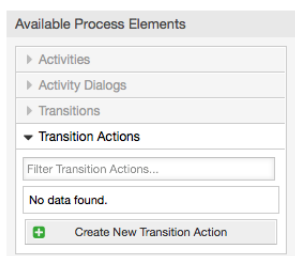 Available Process Elements
Activities
Activity Dialogs
Transitions
Transition Actions
Filter Transition Actions...
No data found.
Create New Transition Action